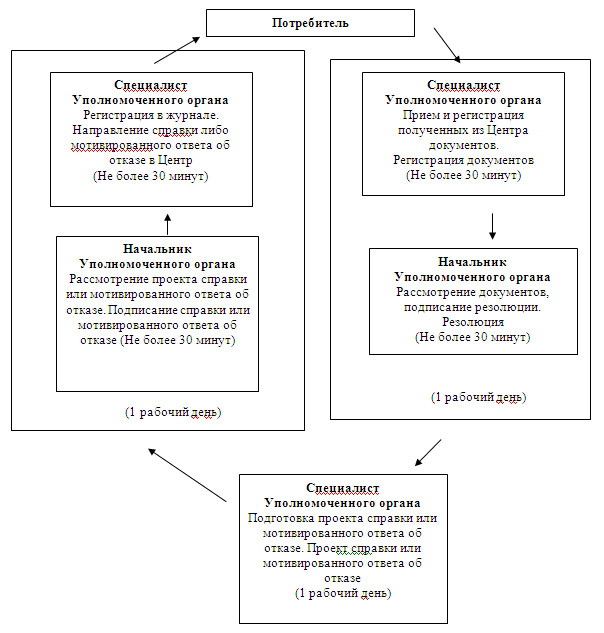 Потребитель
Специалист
Уполномоченного органа
Регистрация в журнале.
Направление справки либо
мотивированного ответа об
отказе в Центр
(Не более 30 минут)
Начальник
Уполномоченного органа
Рассмотрение проекта справки
или мотивированного ответа об
отказе. Подписание справки или
мотивированного ответа об
отказе (Не более 30 минут)
(1 рабочий день)
Специалист
Уполномоченного органа
Прием и регистрация
полученных из Центра
документов.
Регистрация документов
(Не более 30 минут)
Начальник
Уполномоченного органа
Рассмотрение документов,
подписание резолюции.
Резолюция
(Не более 30 минут)
(1 рабочий день)
Специалист
Уполномоченного органа
Подготовка проекта справки или
мотивированного ответа об
отказе. Проект справки или
мотивированного ответа об
отказе
(1 рабочий день)